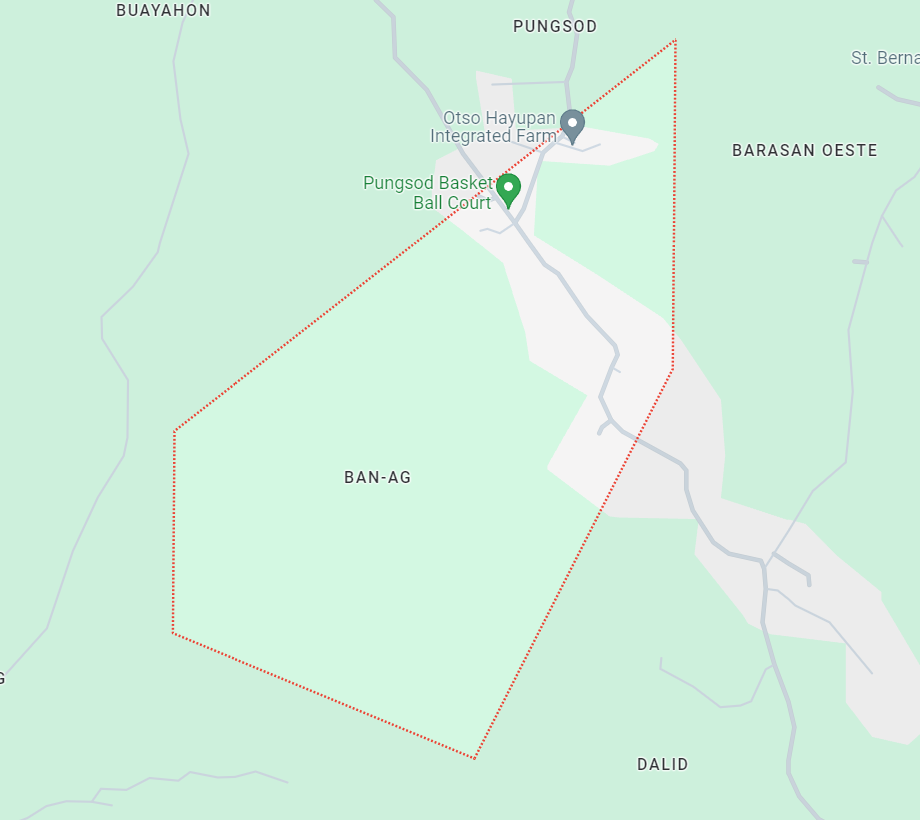 BUAYAHON
PUNGSOD
St. Berna
Otso Hayupan
Integrated Farm
BARASAN OESTE
Pungsod Basket
Ball Court
BAN-AG
G
DALID